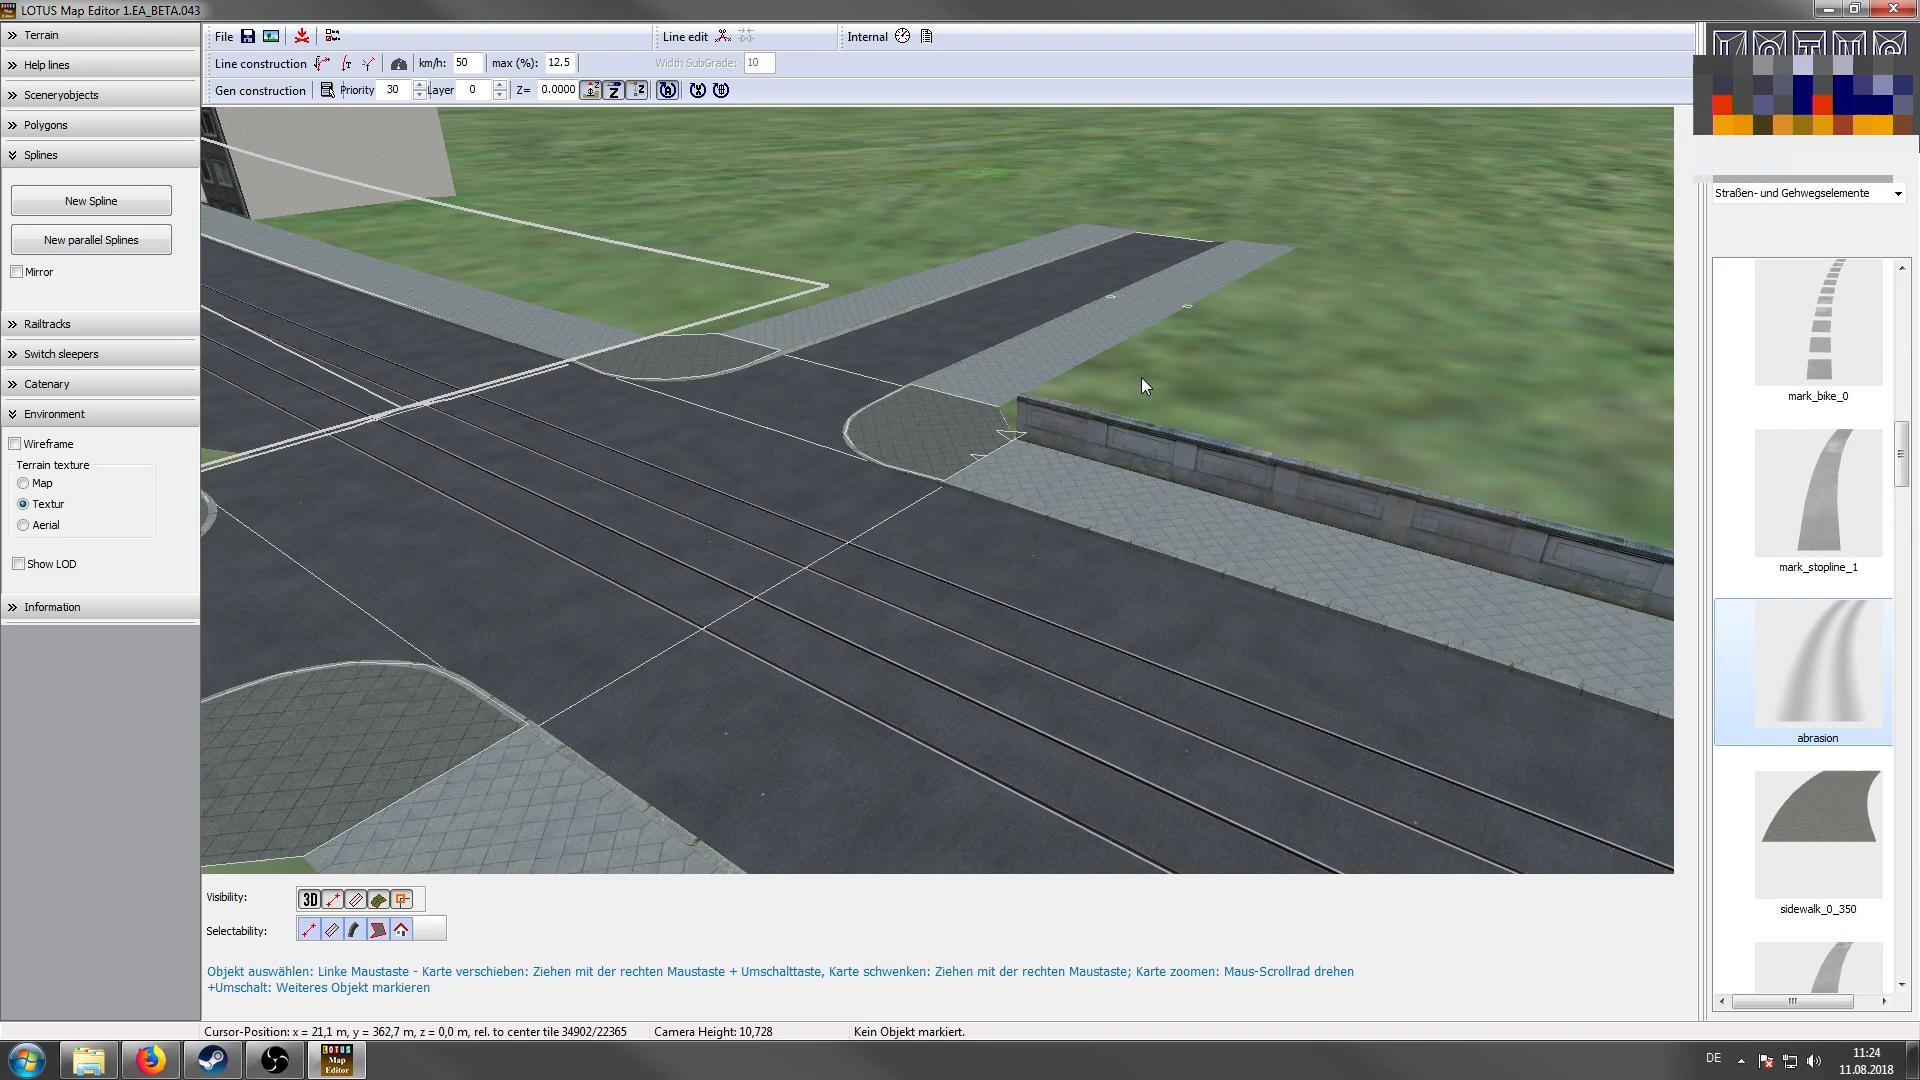 LOTUS Map Editor 1.EA_BETA.043
Terrain
Help lines
Sceneryobjects
Polygons
Splines
New Spline
New parallel Splines
Mirror
Railtracks
Switch sleepers
Catenary
Environment
Wireframe
Terrain texture
Map
Textur
Aerial
Show LOD
Information
File
Line edit
Internal
Line construction
km/h: 50
max (%): 12.5
Width SubGrade: 10
Gen construction
Priority 30
Layer 0
Z= 0.0000
LOTUS
Straßen- und Gehwegselemente
mark_bike_0
mark_stopline_1
abrasion
sidewalk_0_350
Visibility:
3D
Selectability:
Objekt auswählen: Linke Maustaste - Karte verschieben: Ziehen mit der rechten Maustaste + Umschalttaste, Karte schwenken: Ziehen mit der rechten Maustaste; Karte zoomen: Maus-Scrollrad drehen
+Umschalt: Weiteres Objekt markieren
Cursor-Position: x = 21,1 m, y = 362,7 m, z = 0,0 m, rel. to center tile 34902/22365
Camera Height: 10,728
Kein Objekt markiert.
LOTUS
Map
Editor
DE
11:24
11.08.2018